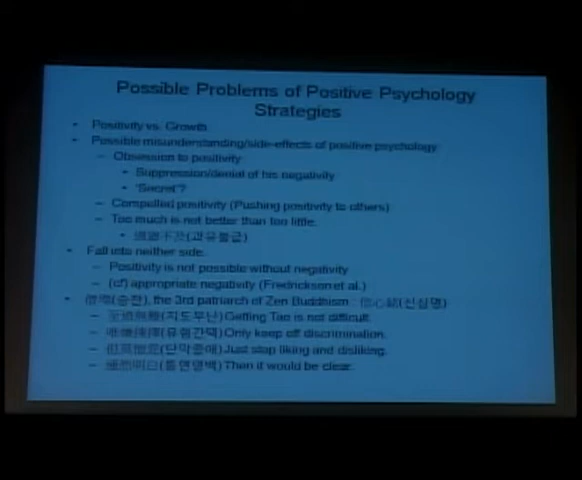 Possible Problems of Positive Psychology
Strategies
• Positivity vs. Growth
• Possible misunderstanding/side-effects of positive psychology
– Obsession to positivity
• Suppression/denial of his negativity
• 'Secret'?
– Compelled positivity (Pushing positivity to others)
– Too much is not better than too little.
• (과유불급)
• Fall into neither side.
– Positivity is not possible without negativity
– (cf) appropriate negativity (Fredrickson et al.)
• (승찬), the 3rd patriarch of Zen Buddhism : 信心銘(신심명)
– 至道無難(지도무난) Getting Tao is not difficult.
– 唯嫌揀擇(유혐간택) Only keep off discrimination.
– 但莫憎愛(단막증애) Just stop liking and disliking.
– 洞然明白(통연명백) Then it would be clear.